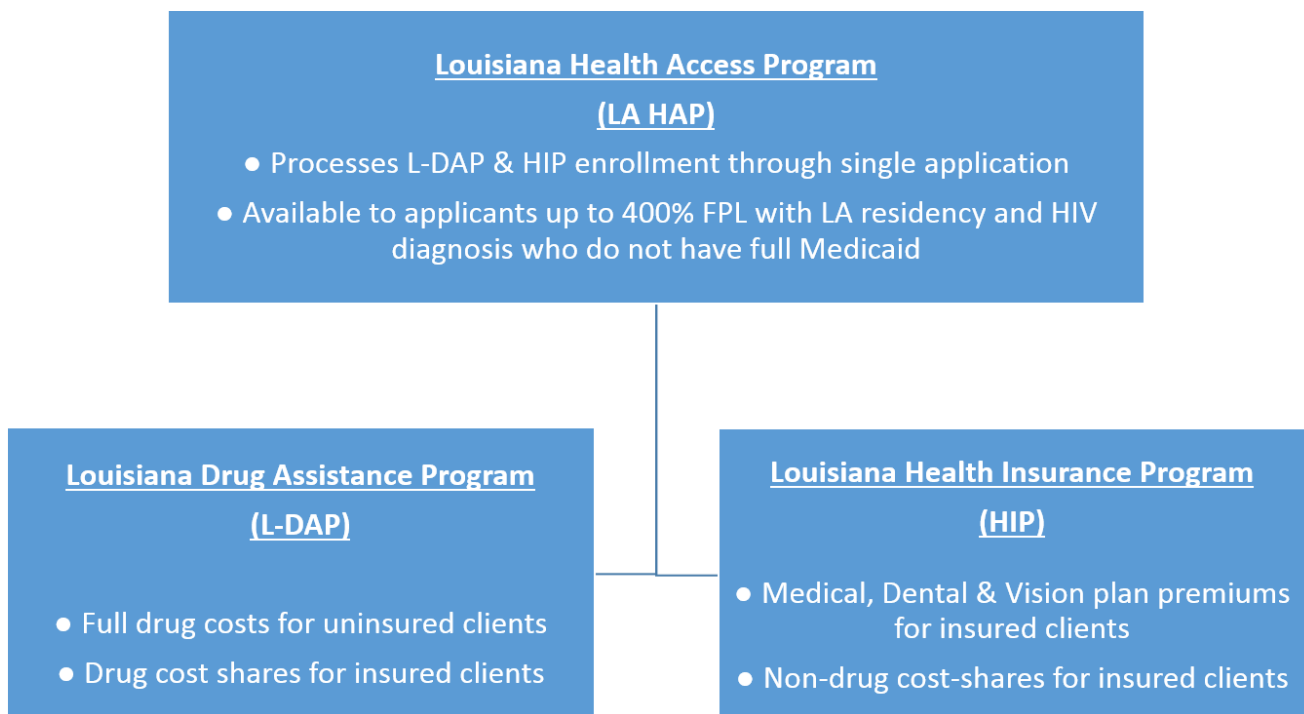 Louisiana Health Access Program
(LA HAP)
● Processes L-DAP & HIP enrollment through single application
● Available to applicants up to 400% FPL with LA residency and HIV
diagnosis who do not have full Medicaid
Louisiana Drug Assistance Program
(L-DAP)
● Full drug costs for uninsured clients
● Drug cost shares for insured clients
Louisiana Health Insurance Program
(HIP)
● Medical, Dental & Vision plan premiums
for insured clients
● Non-drug cost-shares for insured clients